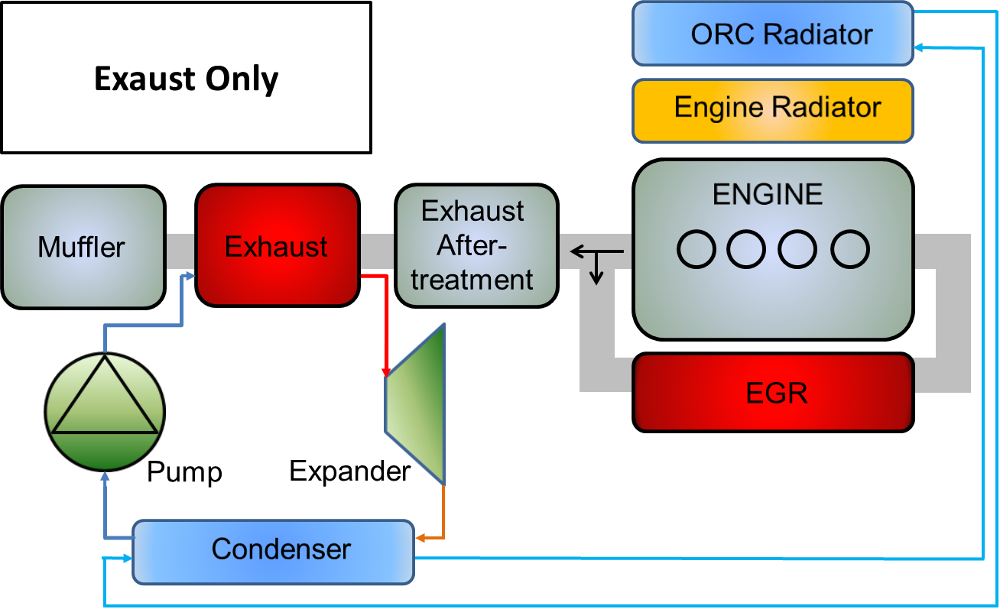 Exaust Only
ORC Radiator
Engine Radiator
ENGINE
Muffler
Exhaust
Exhaust
After-
treatment
EGR
Pump
Expander
Condenser